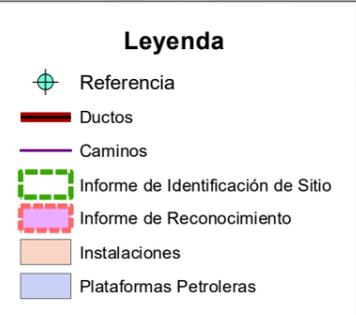 Leyenda
Referencia
Ductos
Caminos
Informe de Identificación de Sitio
Informe de Reconocimiento
Instalaciones
Plataformas Petroleras